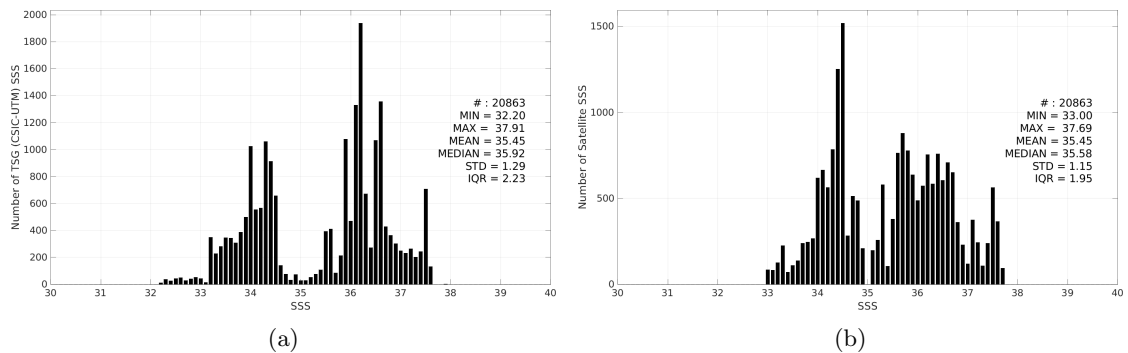 2000
1800
1600
1400
1200
1000
800
600
400
200
0
Number of TSG (CSIC-UTM) SSS
# : 20863
MIN = 32.20
MAX = 37.91
MEAN = 35.45
MEDIAN = 35.92
STD = 1.29
IQR = 2.23
30 31 32 33 34 35 36 37 38 39 40
SSS
(a)
1500
1000
500
0
Number of Satellite SSS
# : 20863
MIN = 33.00
MAX = 37.69
MEAN = 35.45
MEDIAN = 35.58
STD = 1.15
IQR = 1.95
30 31 32 33 34 35 36 37 38 39 40
SSS
(b)